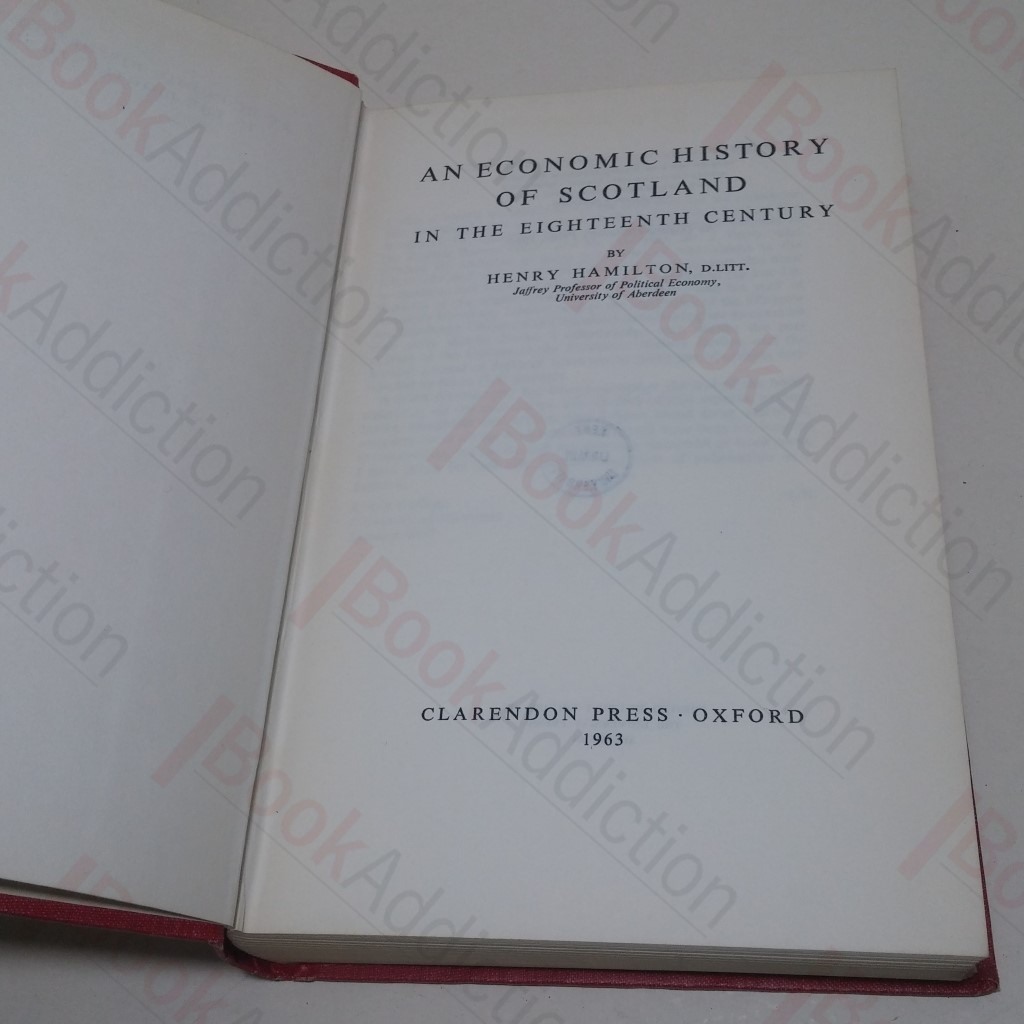 AN ECONOMIC HISTORY
OF SCOTLAND
IN THE EIGHTEENTH CENTURY
BY
HENRY HAMILTON, D.LITT.
Jaffrey Professor of Political Economy,
University of Aberdeen
CLARENDON PRESS · OXFORD
1963
BookAddiction